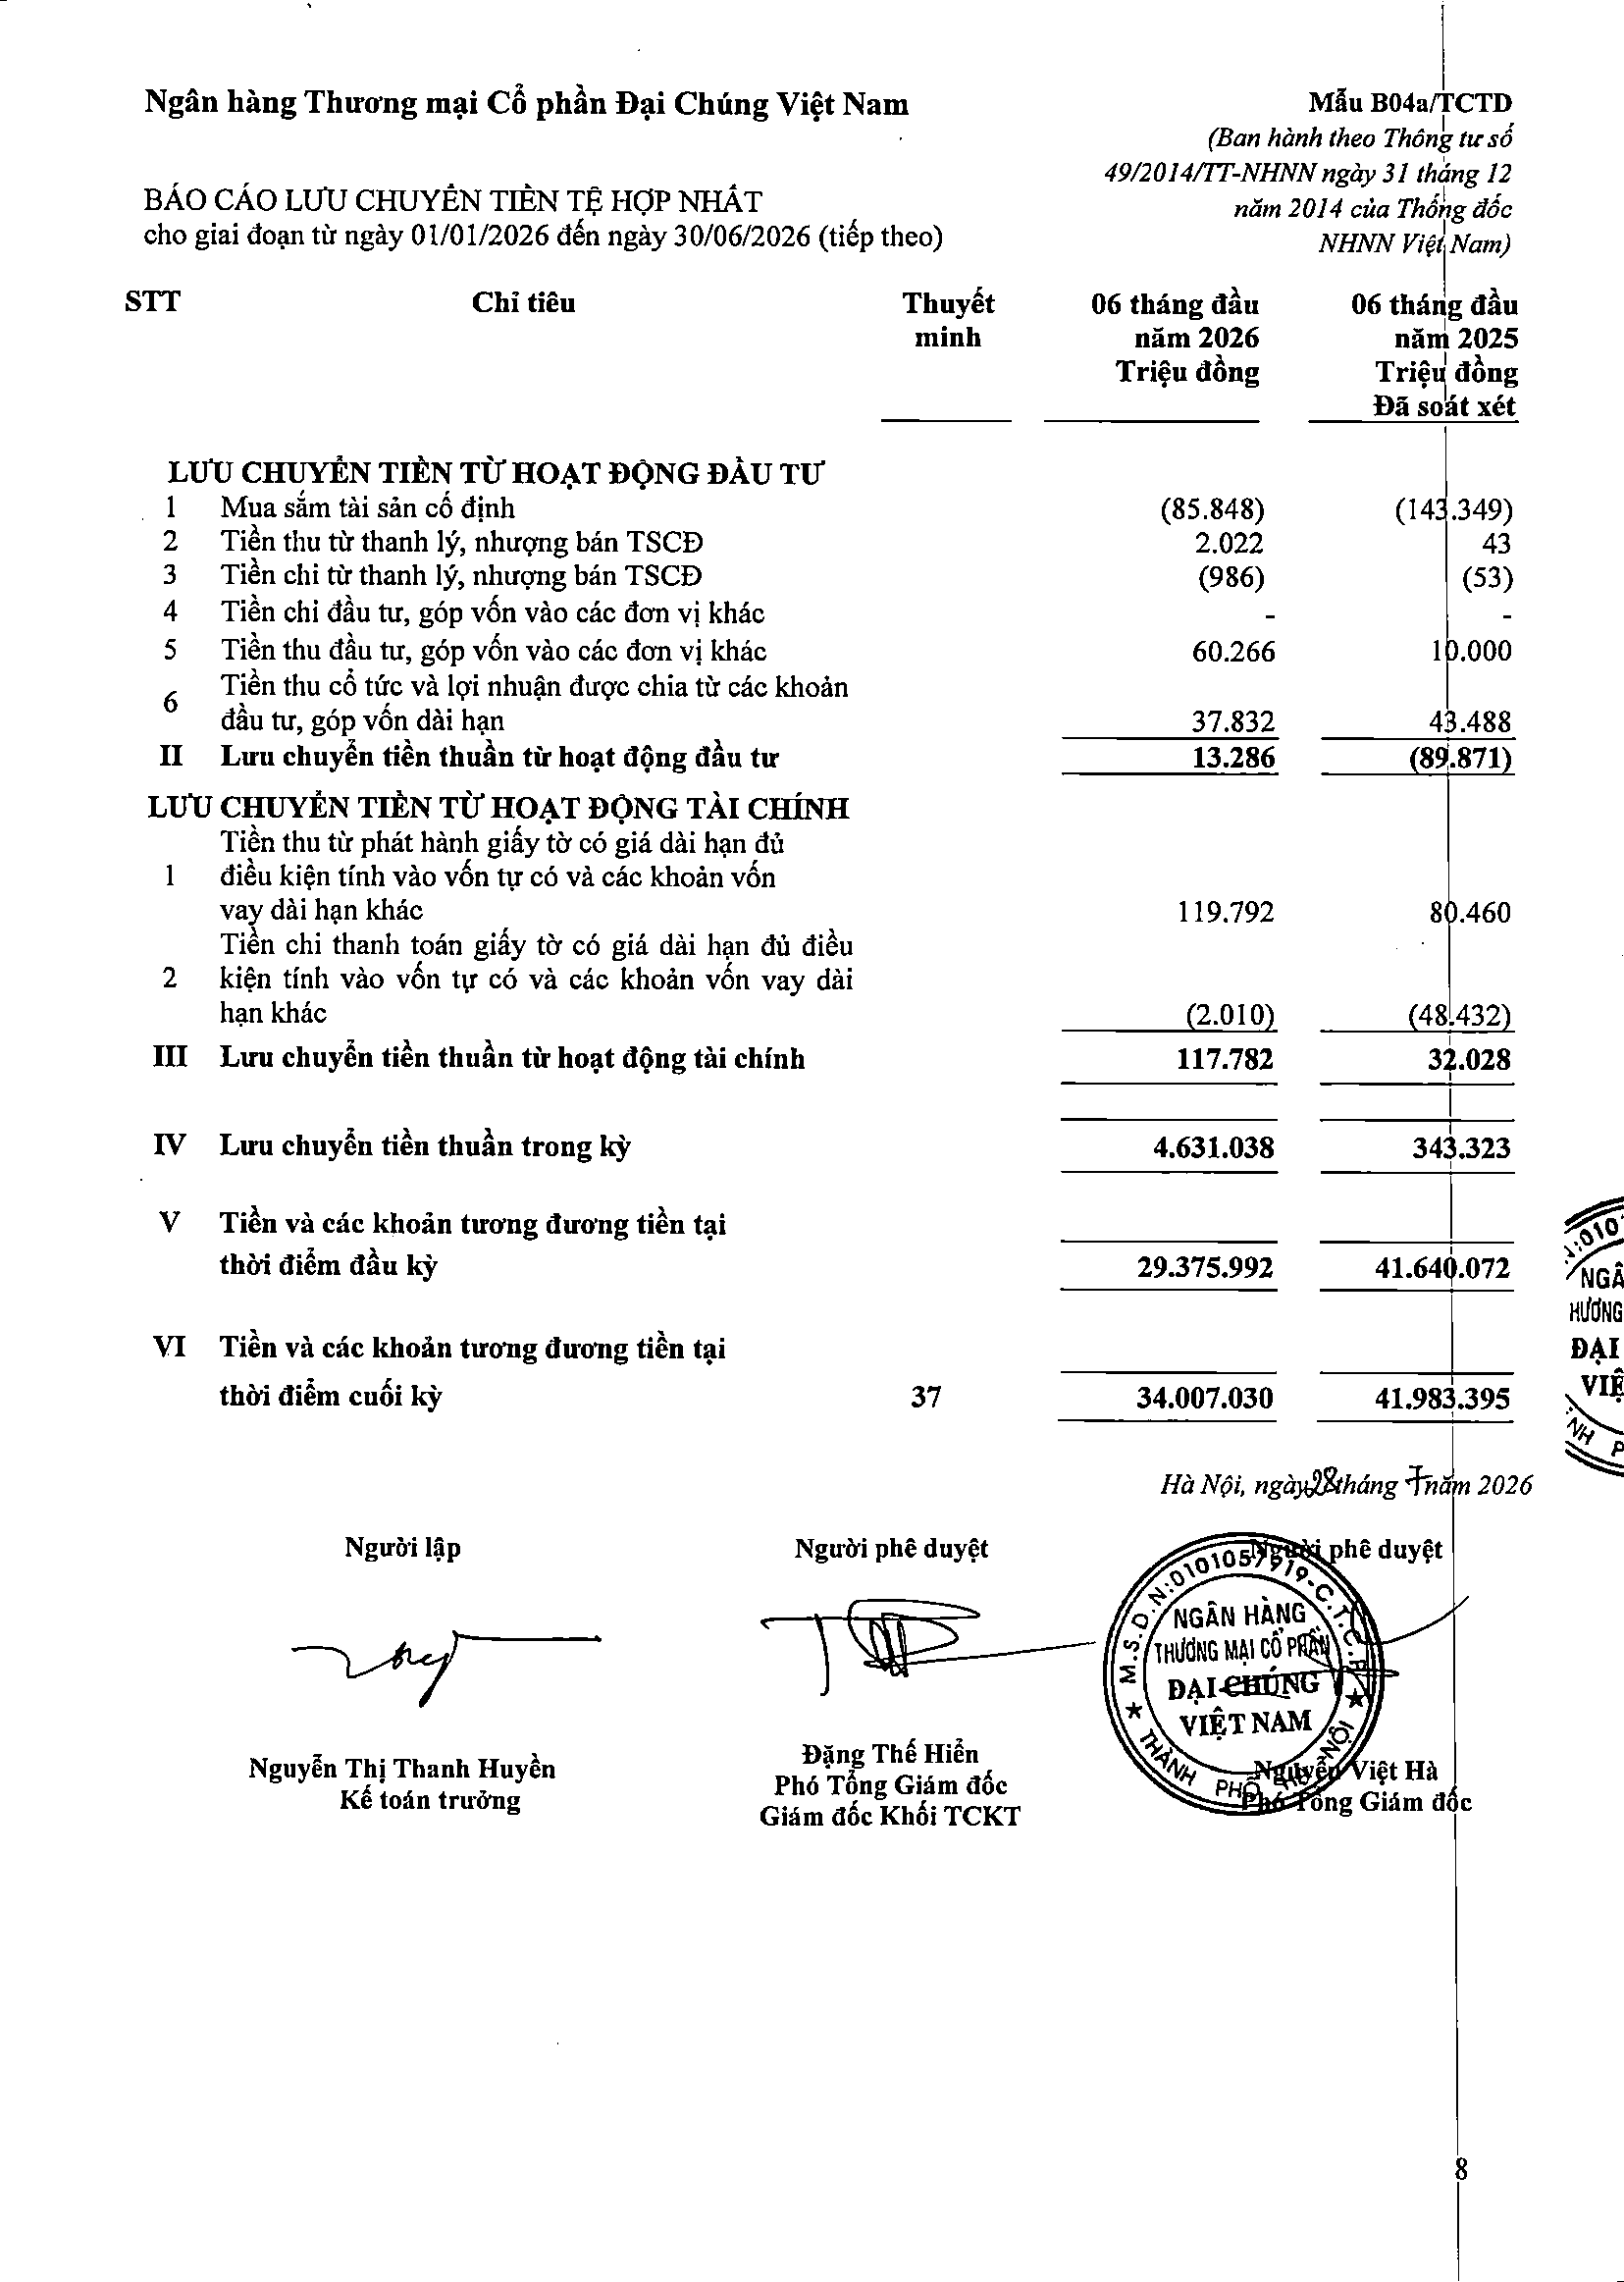 Ngân hàng Thương mại Cổ phần Đại Chúng Việt Nam
Mẫu B04a/TCTD
(Ban hành theo Thông tư số
49/2014/TT-NHNN ngày 31 tháng 12
năm 2014 của Thống đốc
NHNN Việt Nam)
BÁO CÁO LƯU CHUYỂN TIỀN TỆ HỢP NHẤT
cho giai đoạn từ ngày 01/01/2026 đến ngày 30/06/2026 (tiếp theo)
STT Chỉ tiêu Thuyết 06 tháng đầu 06 tháng đầu
minh năm 2026 năm 2025
Triệu đồng Triệu đồng
Đã soát xét
LƯU CHUYỂN TIỀN TỪ HOẠT ĐỘNG ĐẦU TƯ
1 Mua sắm tài sản cố định (85.848) (143.349)
2 Tiền thu từ thanh lý, nhượng bán TSCĐ 2.022 43
3 Tiền chi từ thanh lý, nhượng bán TSCĐ (986) (53)
4 Tiền chi đầu tư, góp vốn vào các đơn vị khác - -
5 Tiền thu đầu tư, góp vốn vào các đơn vị khác 60.266 10.000
Tiền thu cổ tức và lợi nhuận được chia từ các khoản
6 đầu tư, góp vốn dài hạn 37.832 43.488
II Lưu chuyển tiền thuần từ hoạt động đầu tư 13.286 (89.871)
LƯU CHUYỂN TIỀN TỪ HOẠT ĐỘNG TÀI CHÍNH
Tiền thu từ phát hành giấy tờ có giá dài hạn đủ
1 điều kiện tính vào vốn tự có và các khoản vốn
vay dài hạn khác 119.792 80.460
Tiền chi thanh toán giấy tờ có giá dài hạn đủ điều
2 kiện tính vào vốn tự có và các khoản vốn vay dài
hạn khác (2.010) (48.432)
III Lưu chuyển tiền thuần từ hoạt động tài chính 117.782 32.028
IV Lưu chuyển tiền thuần trong kỳ 4.631.038 343.323
V Tiền và các khoản tương đương tiền tại
thời điểm đầu kỳ 29.375.992 41.640.072
VI Tiền và các khoản tương đương tiền tại
thời điểm cuối kỳ 37 34.007.030 41.983.395
Hà Nội, ngày 28 tháng 7 năm 2026
Người lập Người phê duyệt Người phê duyệt
M.S.D.N:0101057919-C.T.C.P
NGÂN HÀNG
THƯƠNG MẠI CỔ PHẦN
ĐẠI CHÚNG
VIỆT NAM
THÀNH PHỐ HÀ NỘI
Nguyễn Thị Thanh Huyền
Kế toán trưởng
Đặng Thế Hiển
Phó Tổng Giám đốc
Giám đốc Khối TCKT
Nguyễn Việt Hà
Phó Tổng Giám đốc
8